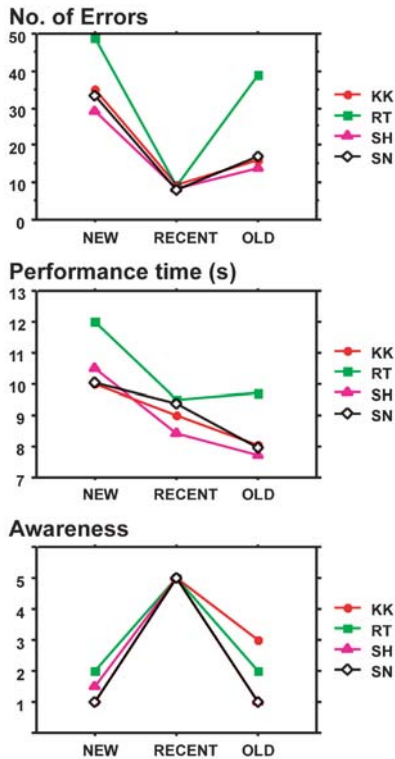 No. of Errors
50
40
30
20
10
0
NEW RECENT OLD
KK
RT
SH
SN
Performance time (s)
13
12
11
10
9
8
7
NEW RECENT OLD
KK
RT
SH
SN
Awareness
5
4
3
2
1
NEW RECENT OLD
KK
RT
SH
SN